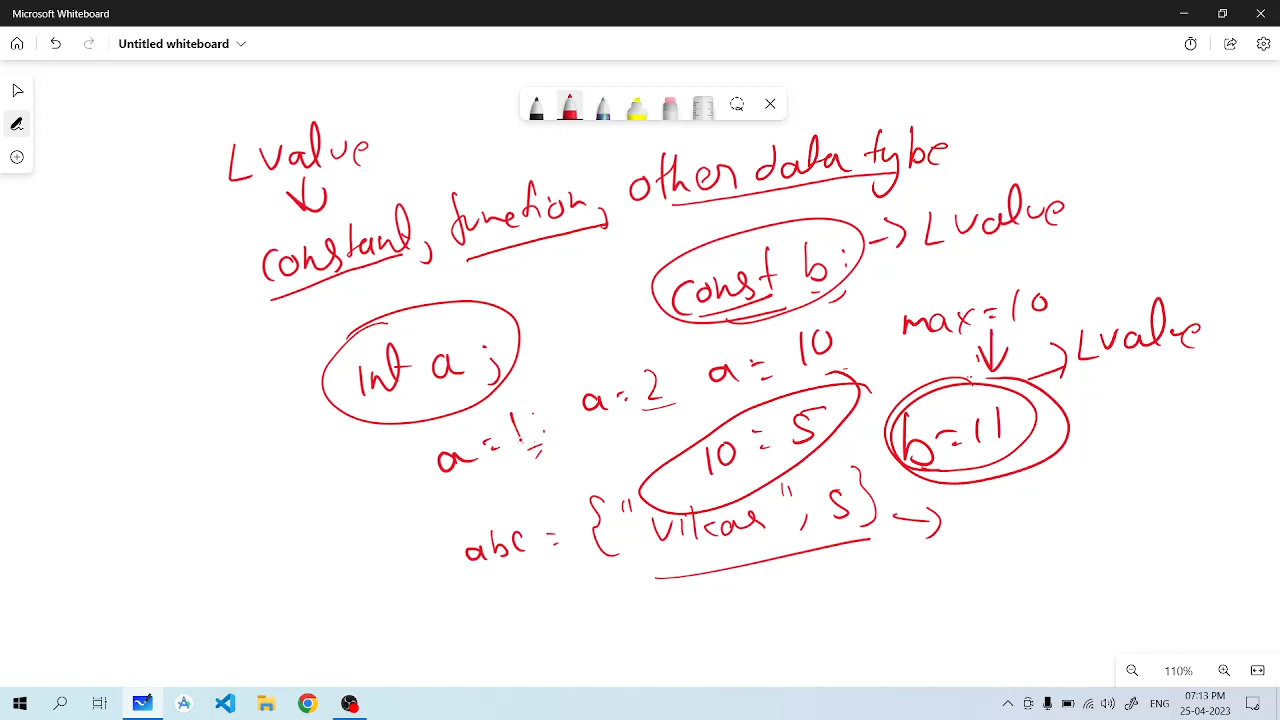 Microsoft Whiteboard
Untitled whiteboard
Lvalue
constant, function, other data type
const b; → Lvalue
int a;
max=10
a=1; a=2 a=10
10=5
b=11 → Lvalue
abc = {" ", 5} →
110%
ENG
07:13 PM
25-04-2023